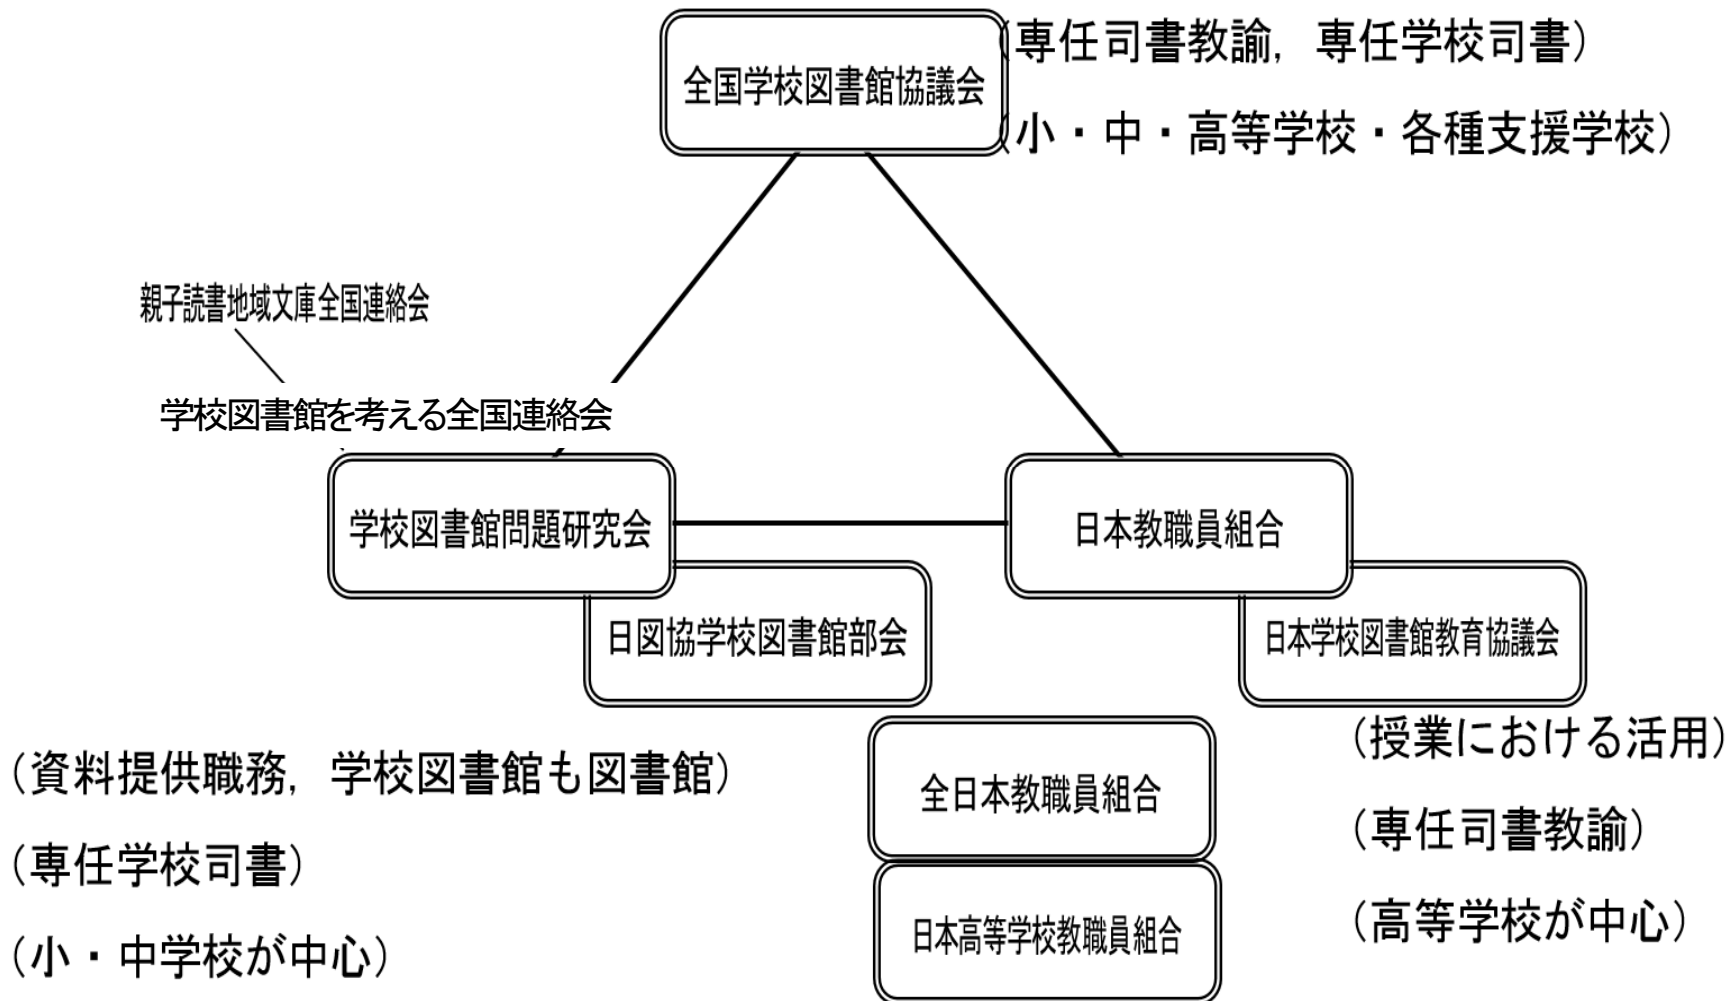 (専任司書教諭，専任学校司書)
全国学校図書館協議会
(小・中・高等学校・各種支援学校)
親子読書地域文庫全国連絡会
学校図書館を考える全国連絡会
学校図書館問題研究会
日本教職員組合
日図協学校図書館部会
日本学校図書館教育協議会
(資料提供職務，学校図書館も図書館)
(専任学校司書)
(小・中学校が中心)
全日本教職員組合
日本高等学校教職員組合
(授業における活用)
(専任司書教諭)
(高等学校が中心)